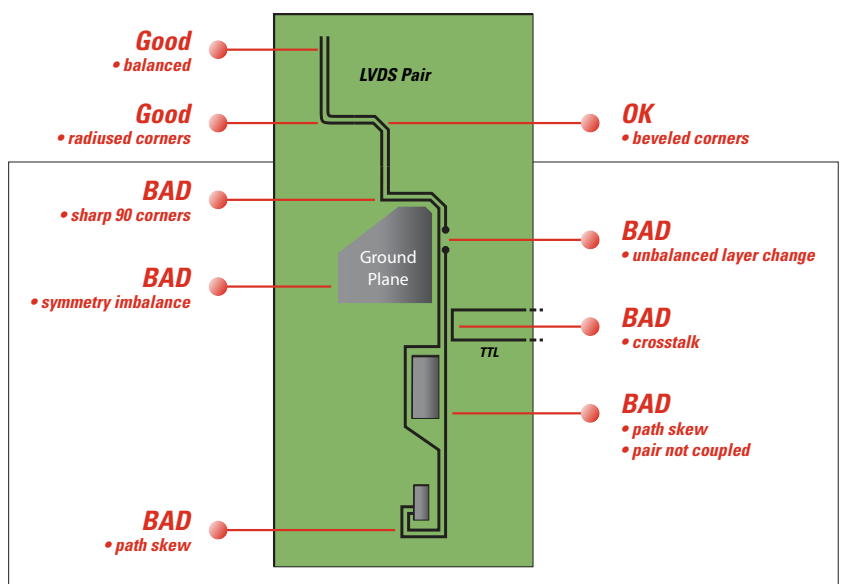 Good
• balanced
LVDS Pair
Good
• radiused corners
OK
• beveled corners
BAD
• sharp 90 corners
BAD
• unbalanced layer change
Ground
Plane
BAD
• symmetry imbalance
BAD
• crosstalk
TTL
BAD
• path skew
• pair not coupled
BAD
• path skew